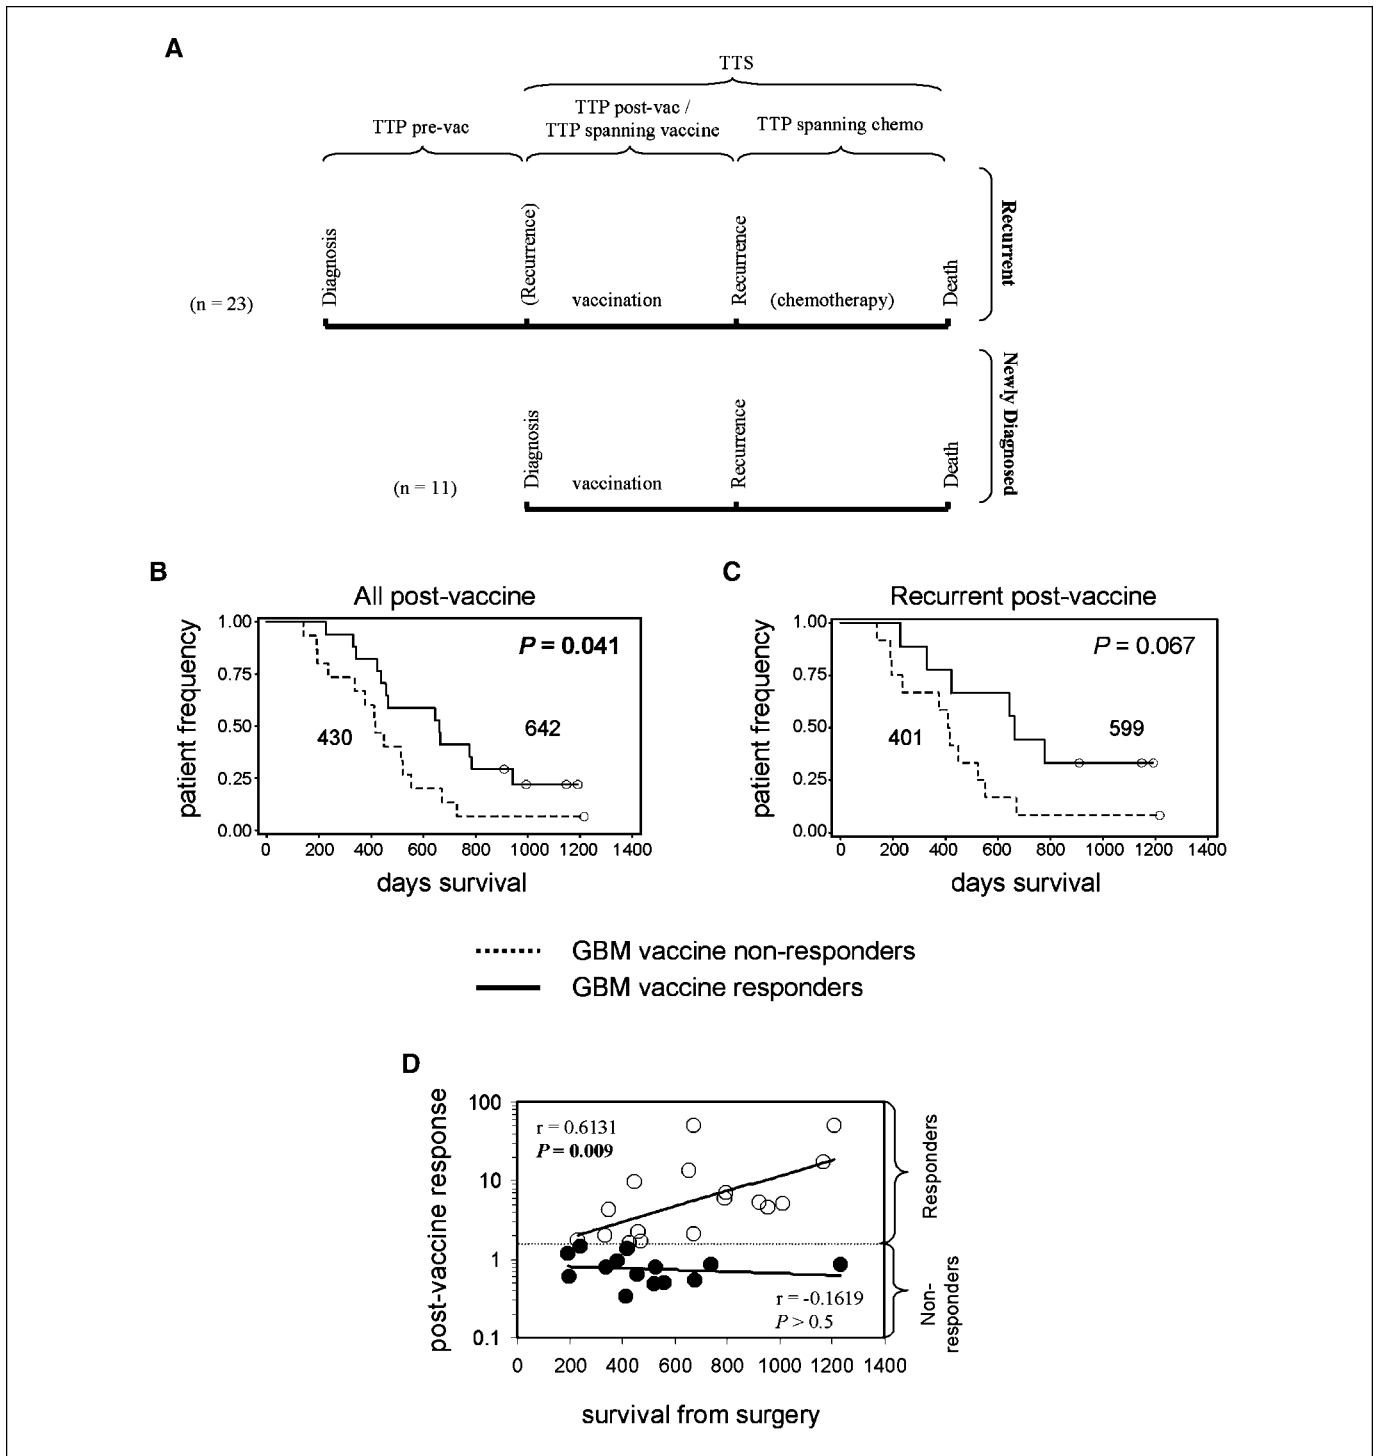 A
TTS
TTP pre-vac
TTP post-vac /
TTP spanning vaccine
TTP spanning chemo
Diagnosis
(Recurrence)
Recurrence
Death
Recurrent
(n = 23)
vaccination
(chemotherapy)
Diagnosis
Recurrence
Death
Newly Diagnosed
(n = 11)
vaccination
B
All post-vaccine
patient frequency
1.00
0.75
0.50
0.25
0.00
P = 0.041
430
642
0 200 400 600 800 1000 1200 1400
days survival
C
Recurrent post-vaccine
patient frequency
1.00
0.75
0.50
0.25
0.00
P = 0.067
401
599
0 200 400 600 800 1000 1200 1400
days survival
GBM vaccine non-responders
GBM vaccine responders
D
post-vaccine response
100
10
1
0.1
r = 0.6131
P = 0.009
r = -0.1619
P > 0.5
Responders
Non-
responders
0 200 400 600 800 1000 1200 1400
survival from surgery